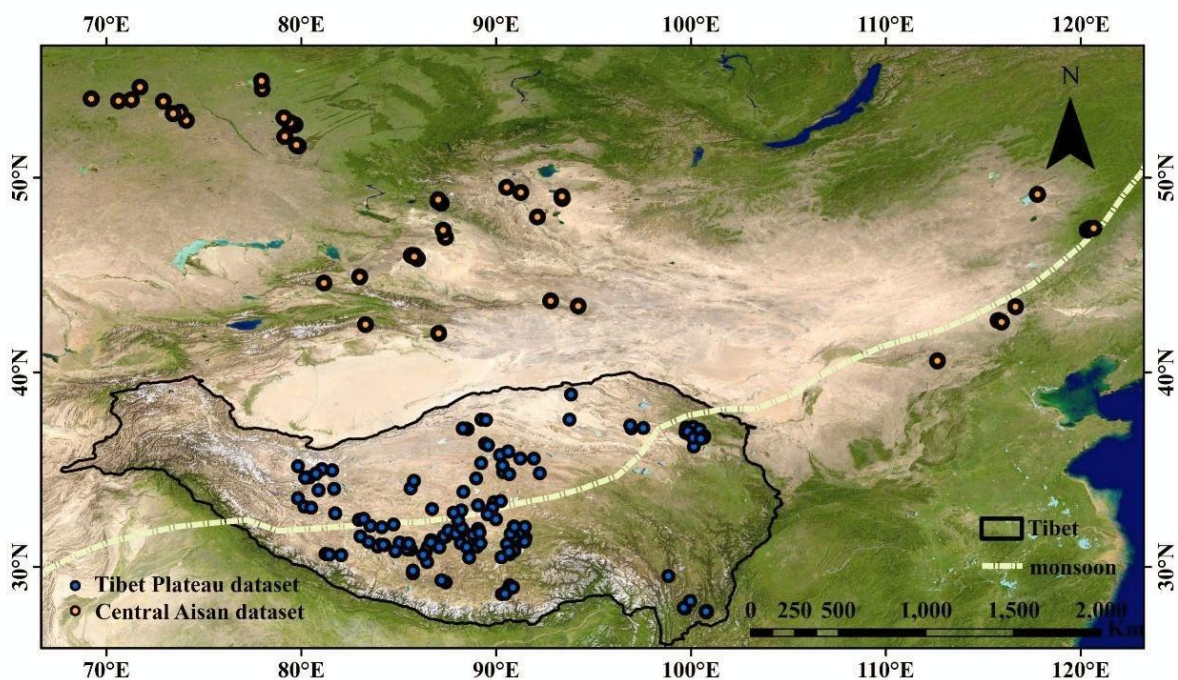 70°E 80°E 90°E 100°E 110°E 120°E
N
50°N 50°N
40°N 40°N
30°N 30°N
Tibet
monsoon
Tibet Plateau dataset
Central Aisan dataset
0 250 500 1,000 1,500 2,000
Km
70°E 80°E 90°E 100°E 110°E 120°E